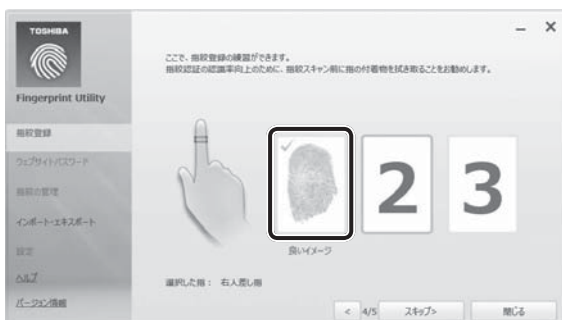 TOSHIBA
Fingerprint Utility
ここで、指紋登録の練習ができます。
指紋認証の認識率向上のために、指紋スキャン前に指の付着物を拭き取ることをお勧めします。
指紋登録
ウェブサイトパスワード
指紋の管理
インポート・エクスポート
設定
ヘルプ
バージョン情報
2
3
良いイメージ
選択した指： 右人差し指
< 4/5 スキップ> 閉じる